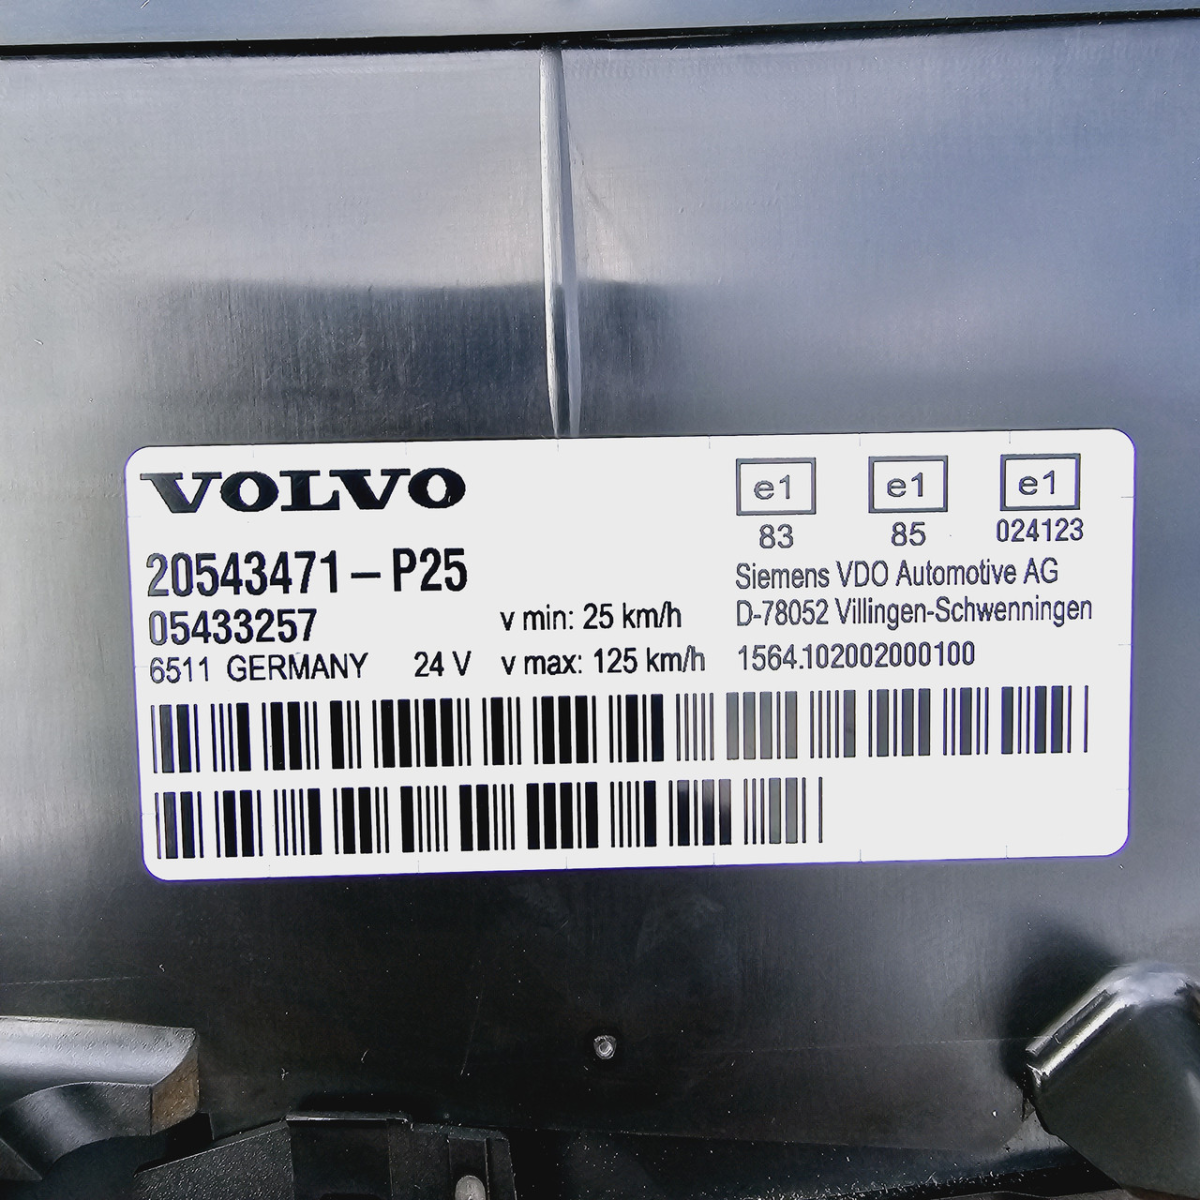 VOLVO
e1 e1 e1
83 85 024123
20543471–P25
Siemens VDO Automotive AG
05433257 v min: 25 km/h D-78052 Villingen-Schwenningen
6511 GERMANY 24 V v max: 125 km/h 1564.102002000100